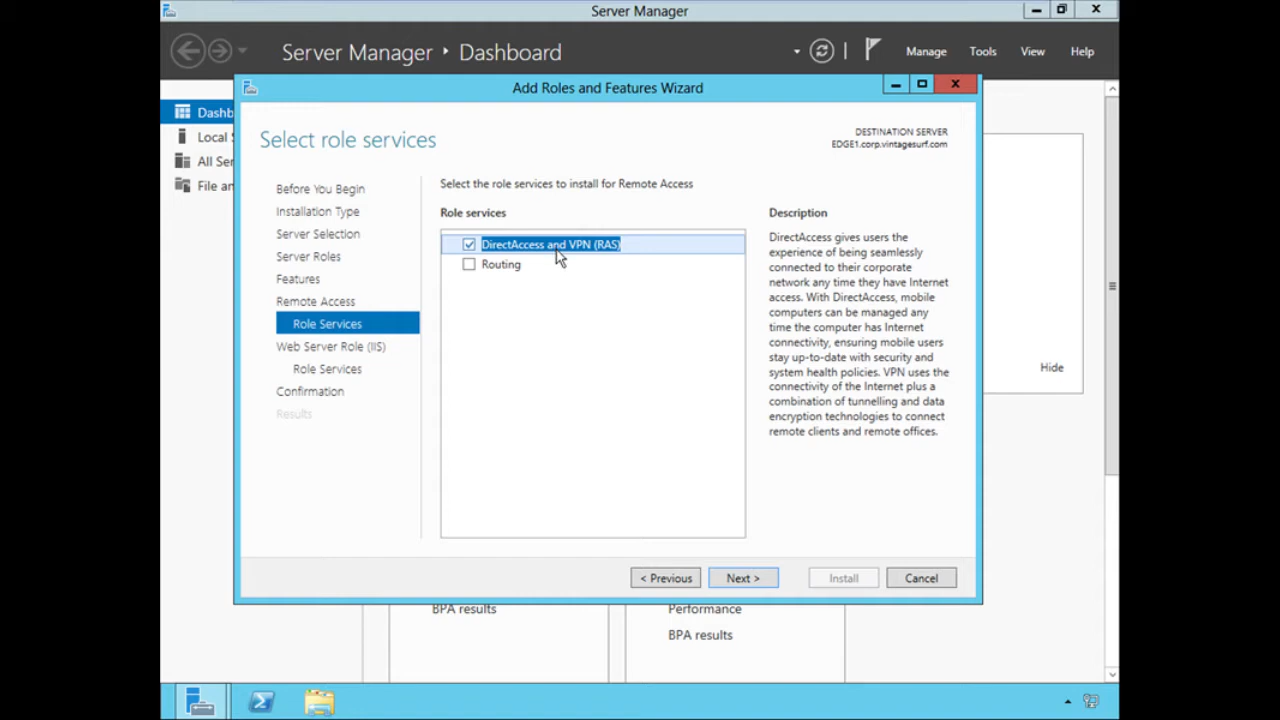 Server Manager
Server Manager
Dashboard
Manage
Tools
View
Help
Add Roles and Features Wizard
Dashb
Local S
All Ser
File an
Select role services
DESTINATION SERVER
EDGE1.corp.vintagesurf.com
Before You Begin
Installation Type
Server Selection
Server Roles
Features
Remote Access
Role Services
Web Server Role (IIS)
Role Services
Confirmation
Results
Select the role services to install for Remote Access
Role services
DirectAccess and VPN (RAS)
Routing
Description
DirectAccess gives users the
experience of being seamlessly
connected to their corporate
network any time they have Internet
access. With DirectAccess, mobile
computers can be managed any
time the computer has Internet
connectivity, ensuring mobile users
stay up-to-date with security and
system health policies. VPN uses the
connectivity of the Internet plus a
combination of tunnelling and data
encryption technologies to connect
remote clients and remote offices.
Hide
< Previous
Next >
Install
Cancel
BPA results
Performance
BPA results